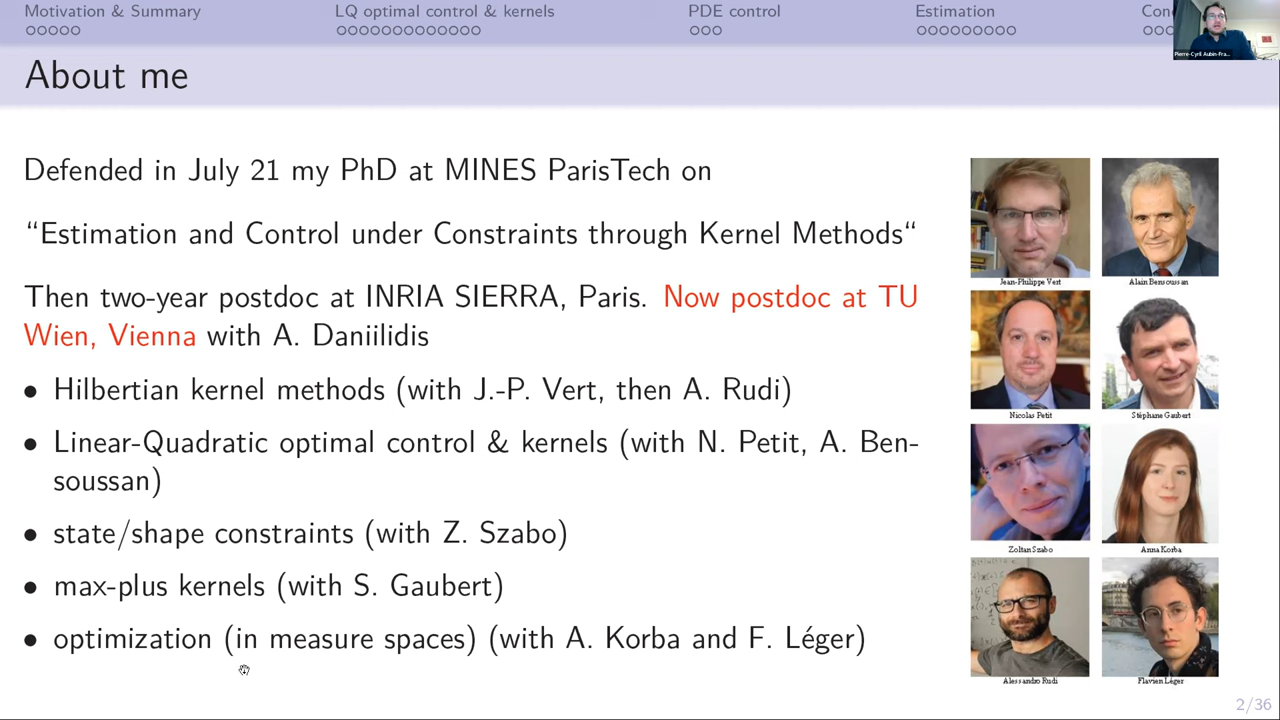 Motivation & Summary
LQ optimal control & kernels
PDE control
Estimation
Pierre-Cyril Aubin-Fra...
About me
Defended in July 21 my PhD at MINES ParisTech on
“Estimation and Control under Constraints through Kernel Methods“
Then two-year postdoc at INRIA SIERRA, Paris. Now postdoc at TU
Wien, Vienna with A. Daniilidis
• Hilbertian kernel methods (with J.-P. Vert, then A. Rudi)
• Linear-Quadratic optimal control & kernels (with N. Petit, A. Ben-
soussan)
• state/shape constraints (with Z. Szabo)
• max-plus kernels (with S. Gaubert)
• optimization (in measure spaces) (with A. Korba and F. Léger)
Jean-Philippe Vert
Alain Bensoussan
Nicolas Petit
Stéphane Gaubert
Zoltan Szabo
Anna Korba
Alessandro Rudi
Flavien Léger
2/36